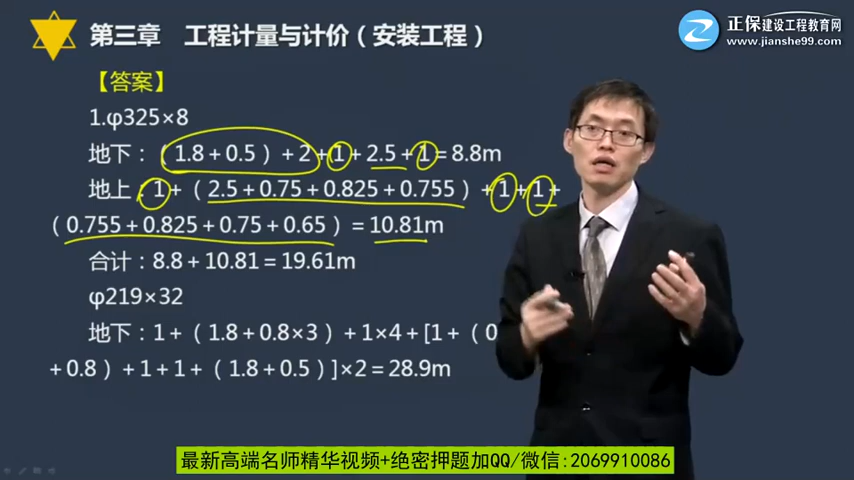 第三章 工程计量与计价（安装工程）
正保建设工程教育网
www.jianshe99.com
【答案】
1.φ325×8
地下：（1.8+0.5）+2+1+2.5+1=8.8m
地上：1+（2.5+0.75+0.825+0.755）+1+1+
（0.755+0.825+0.75+0.65）=10.81m
合计：8.8+10.81=19.61m
φ219×32
地下：1+（1.8+0.8×3）+1×4+[1+（0
+0.8）+1+1+（1.8+0.5）]×2=28.9m
最新高端名师精华视频+绝密押题加QQ/微信:2069910086